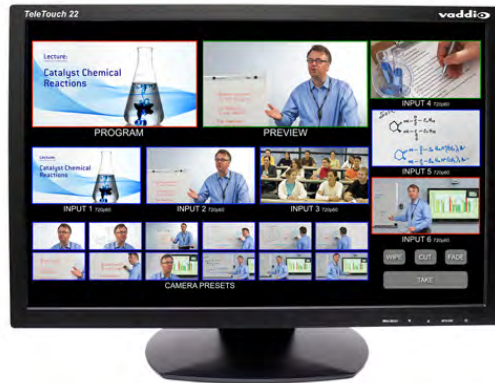 TeleTouch 22
vaddio
Lecture:
Catalyst Chemical
Reactions
PROGRAM
PREVIEW
INPUT 4 720p60
Lecture:
Catalyst Chemical
Reactions
INPUT 1 720p60
INPUT 2 720p60
INPUT 3 720p60
INPUT 5 720p60
INPUT 6 720p60
CAMERA PRESETS
WIPE
CUT
FADE
TAKE